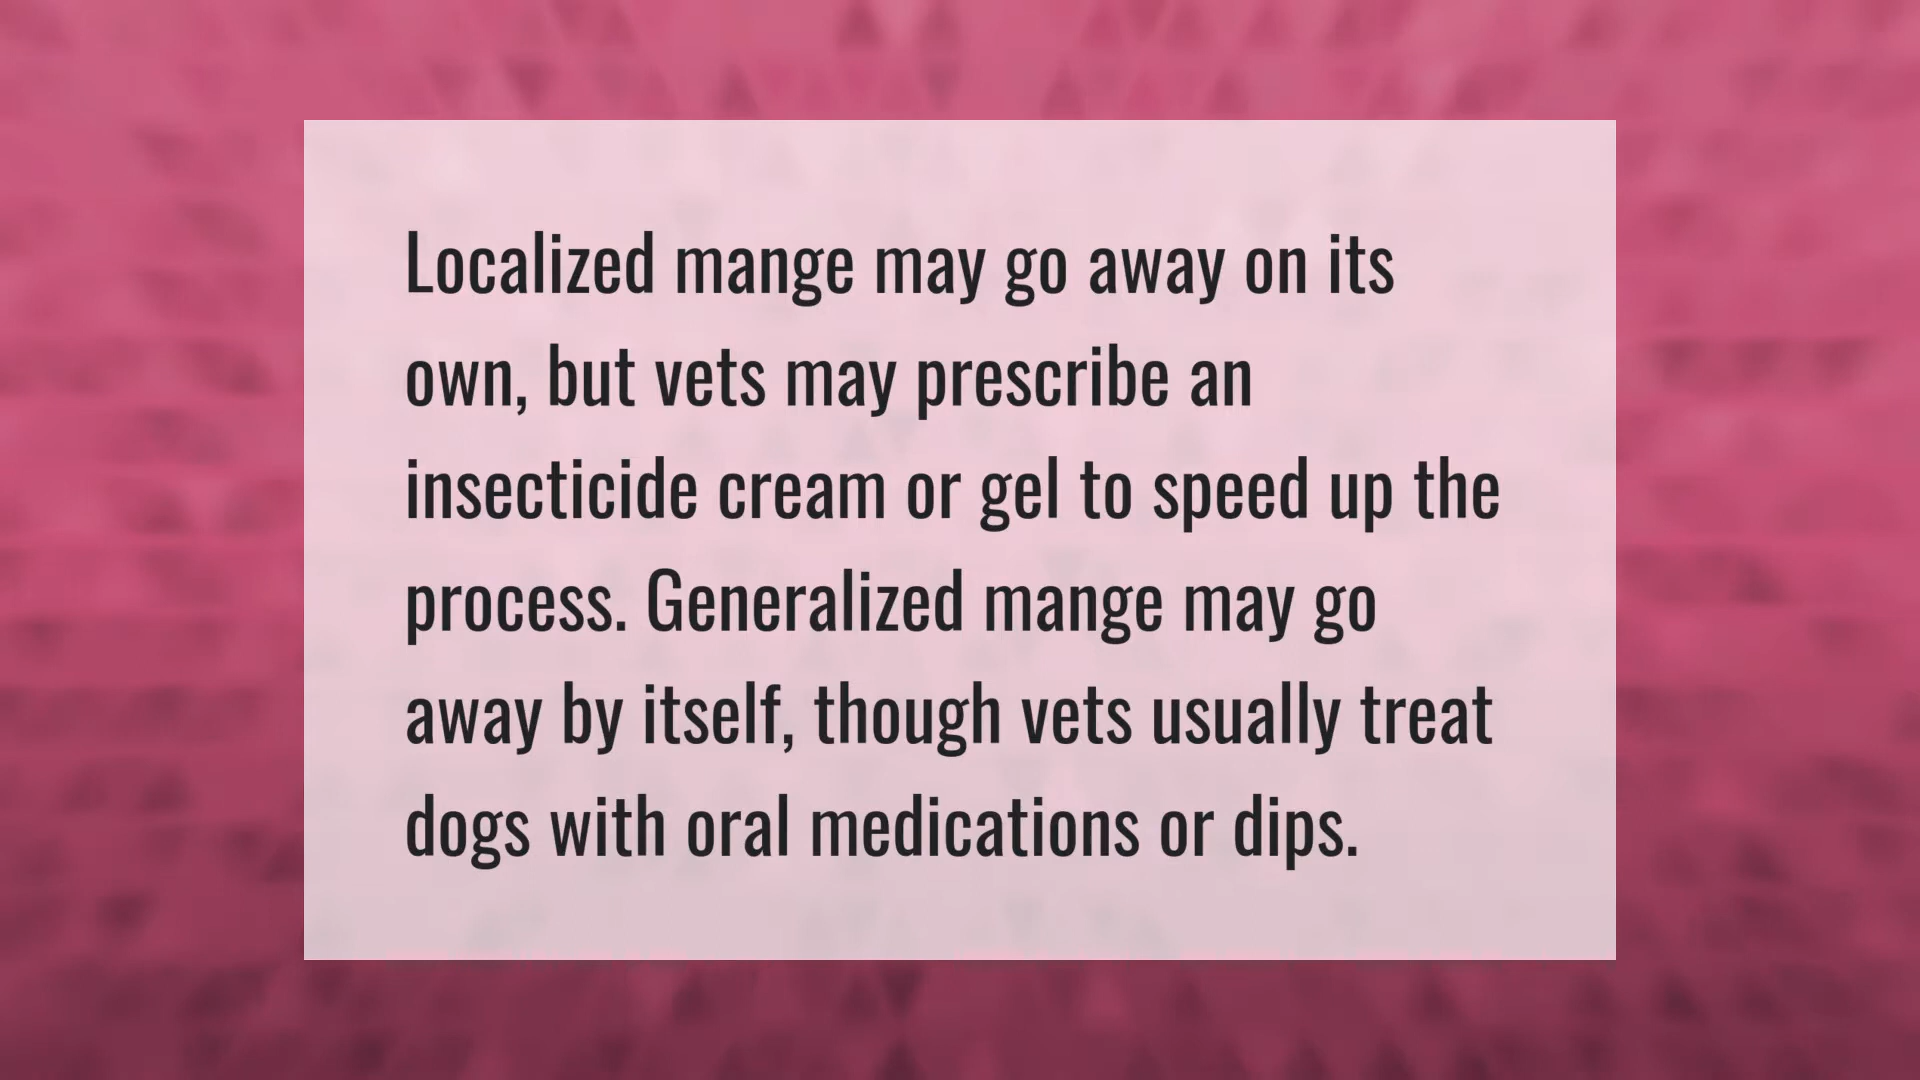 Localized mange may go away on its
own, but vets may prescribe an
insecticide cream or gel to speed up the
process. Generalized mange may go
away by itself, though vets usually treat
dogs with oral medications or dips.